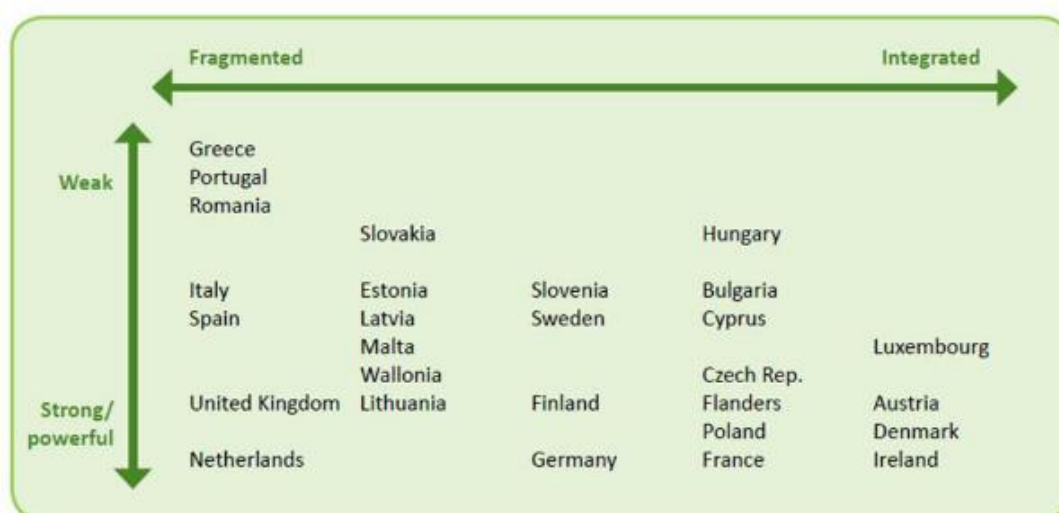 Fragmented Integrated
Weak
Strong/
powerful
Greece
Portugal
Romania
Slovakia Hungary
Italy Estonia Slovenia Bulgaria
Spain Latvia Sweden Cyprus
Malta Luxembourg
Wallonia Czech Rep.
United Kingdom Lithuania Finland Flanders Austria
Poland Denmark
Netherlands Germany France Ireland